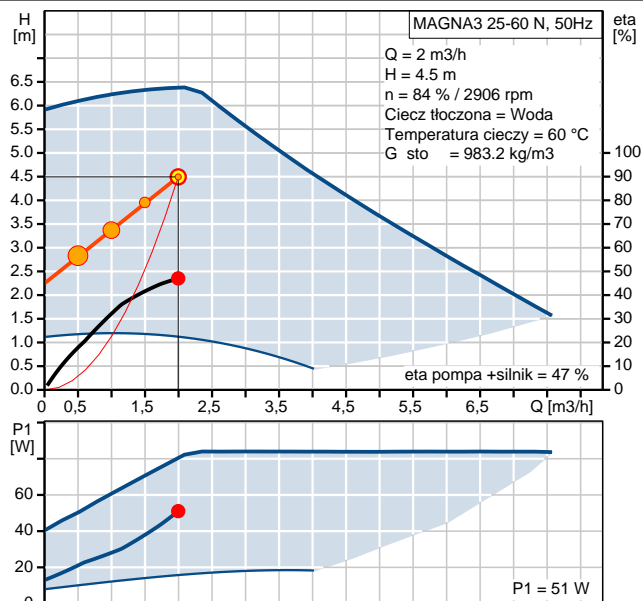 H
[m]
MAGNA3 25-60 N, 50Hz
eta
[%]
Q = 2 m3/h
H = 4.5 m
n = 84 % / 2906 rpm
Ciecz tłoczona = Woda
Temperatura cieczy = 60 °C
G sto = 983.2 kg/m3
6.5
6.0
5.5
5.0
4.5
4.0
3.5
3.0
2.5
2.0
1.5
1.0
0.5
0.0
100
90
80
70
60
50
40
30
20
10
0
eta pompa +silnik = 47 %
0
0,5
1,5
2,5
3,5
4,5
5,5
6,5
Q [m3/h]
P1
[W]
60
40
20
0
P1 = 51 W